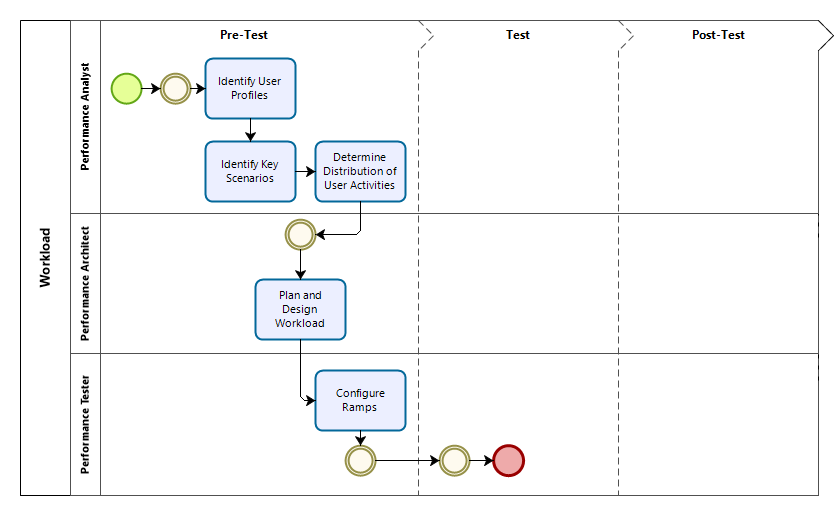 Pre-Test
Test
Post-Test
Workload
Performance Analyst
Identify User
Profiles
Identify Key
Scenarios
Determine
Distribution of
User Activities
Performance Architect
Plan and
Design
Workload
Performance Tester
Configure
Ramps